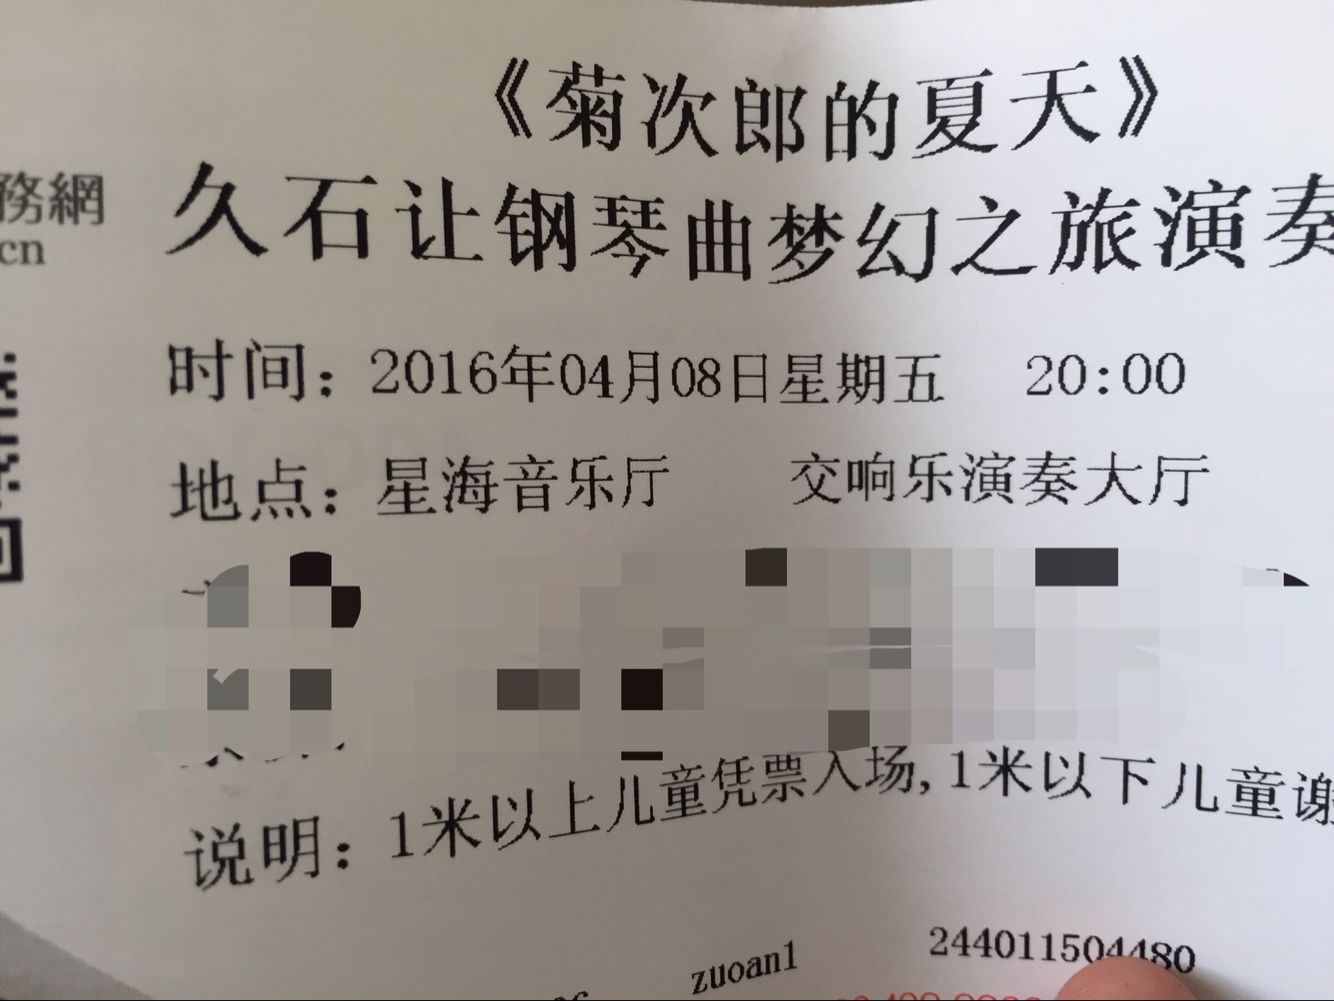 《菊次郎的夏天》
務網
cn
久石让钢琴曲梦幻之旅演奏
时间：2016年04月08日星期五 20:00
地点：星海音乐厅 交响乐演奏大厅
说明：1米以上儿童凭票入场,1米以下儿童谢
zuoan1 244011504480